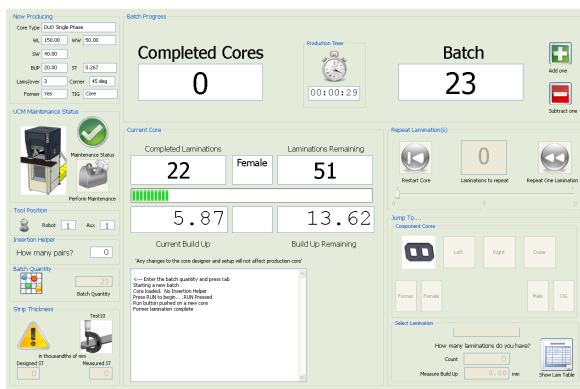 Now Producing
Core Type DUO Single Phase
WL 150.00 WW 50.00
SW 40.00
BUP 20.00 ST 0.267
Lams/over 3 Corner 45 deg
Former Yes TIG Core
UCM Maintenance Status
Maintenance Status
Perform Maintenance
Tool Position
Robot 1 Aux 1
Insertion Helper
How many pairs? 0
Batch Quantity
23
Batch Quantity
Strip Thickness
Test10
in thousandths of mm
Designed ST Measured ST
0 0
Batch Progress
Completed Cores
0
Production Timer
00:00:29
Batch
23
Add one
Subtract one
Current Core
Completed Laminations Laminations Remaining
22 Female 51
5.87 13.62
Current Build Up Build Up Remaining
'Any changes to the core designer and setup will not affect production core'
<--- Enter the batch quantity and press tab
Starting a new batch
Core loaded. No Insertion Helper
Press RUN to begin. . .RUN Pressed
Run button pushed on a new core
Former lamination complete
Repeat Lamination(s)
0
Restart Core Laminations to repeat Repeat One Lamination
Jump To....
Component Cores
Left Right Outer
Former Female Male TIG
Select Lamination
How many laminations do you have?
Count 0
Measure Build Up 0.00 mm
Show Lam Table